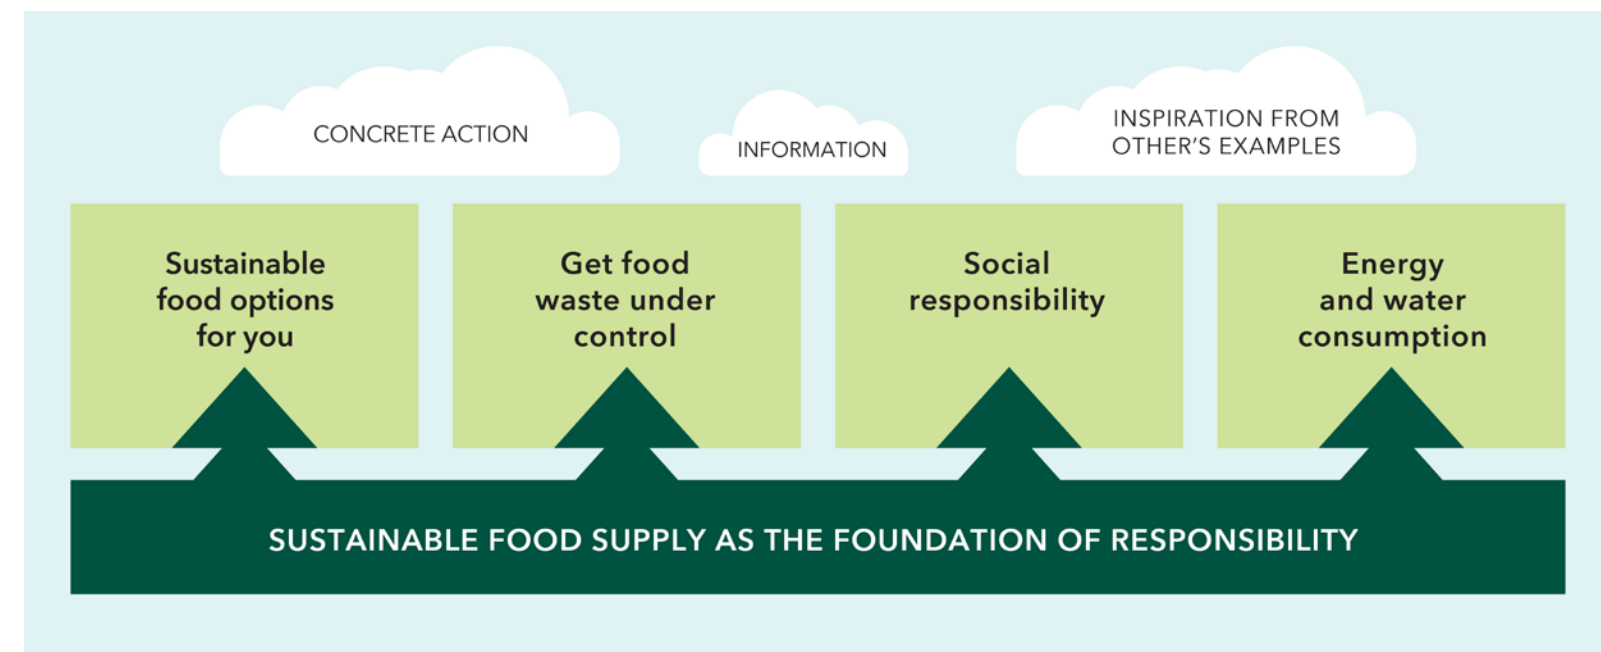 CONCRETE ACTION
INFORMATION
INSPIRATION FROM
OTHER'S EXAMPLES
Sustainable
food options
for you
Get food
waste under
control
Social
responsibility
Energy
and water
consumption
SUSTAINABLE FOOD SUPPLY AS THE FOUNDATION OF RESPONSIBILITY